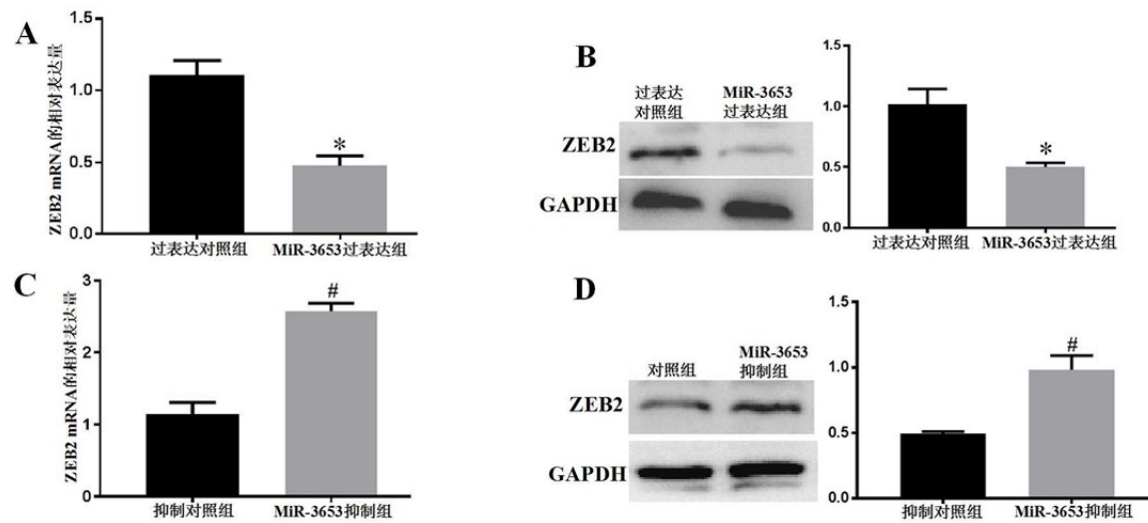 A
ZEB2 mRNA的相对表达量
1.5
1.0
0.5
0.0
*
过表达对照组
MiR-3653过表达组
B
过表达
对照组
MiR-3653
过表达组
ZEB2
GAPDH
1.5
1.0
0.5
0.0
*
过表达对照组
MiR-3653过表达组
C
ZEB2 mRNA的相对表达量
3
2
1
0
#
抑制对照组
MiR-3653抑制组
D
对照组
MiR-3653
抑制组
ZEB2
GAPDH
1.5
1.0
0.5
0.0
#
抑制对照组
MiR-3653抑制组